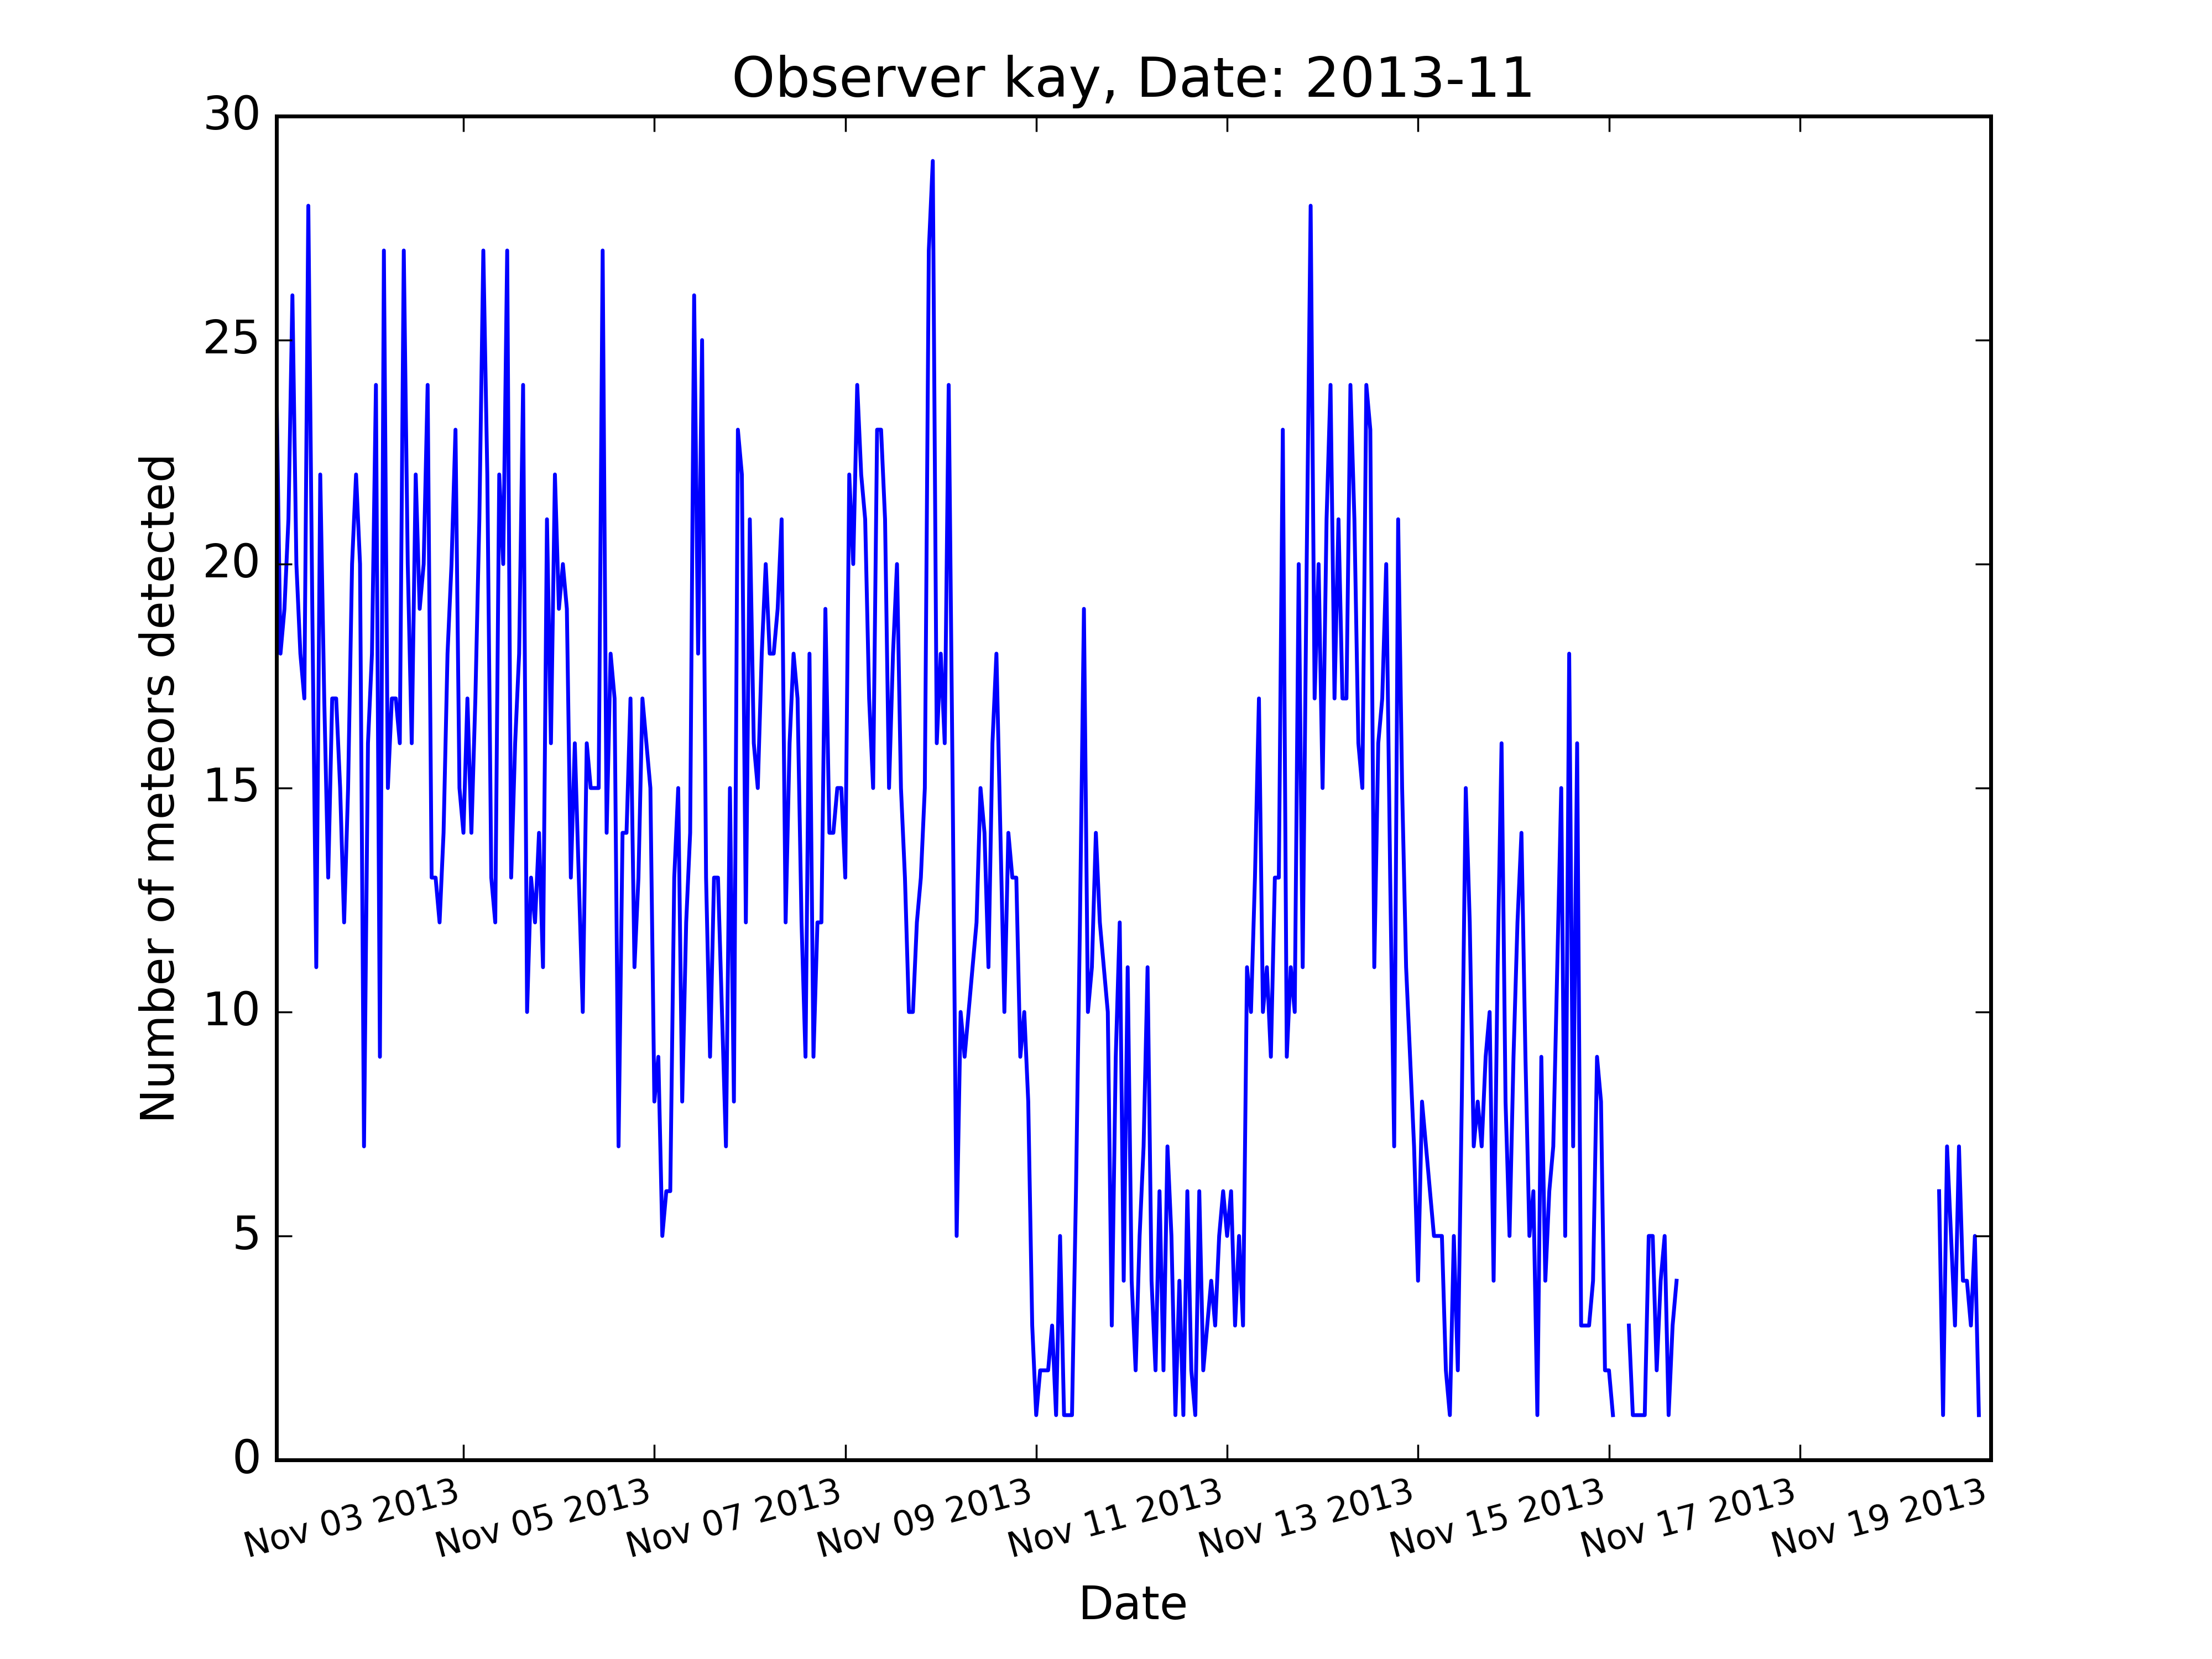 Observer kay, Date: 2013-11
30
25
20
15
10
5
0
Number of meteors detected
Nov 03 2013
Nov 05 2013
Nov 07 2013
Nov 09 2013
Nov 11 2013
Nov 13 2013
Nov 15 2013
Nov 17 2013
Nov 19 2013
Date